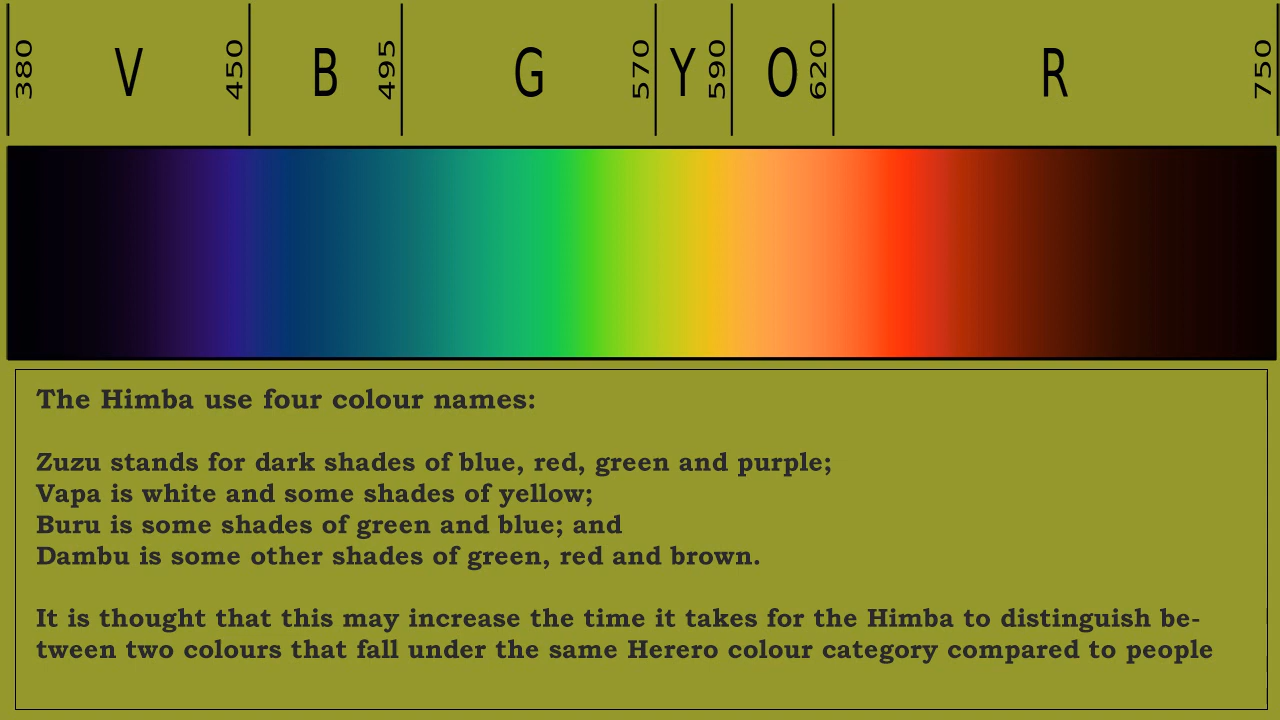 380 V 450 B 495 G 570 Y 590 O 620 R 750
The Himba use four colour names:
Zuzu stands for dark shades of blue, red, green and purple;
Vapa is white and some shades of yellow;
Buru is some shades of green and blue; and
Dambu is some other shades of green, red and brown.
It is thought that this may increase the time it takes for the Himba to distinguish be-
tween two colours that fall under the same Herero colour category compared to people